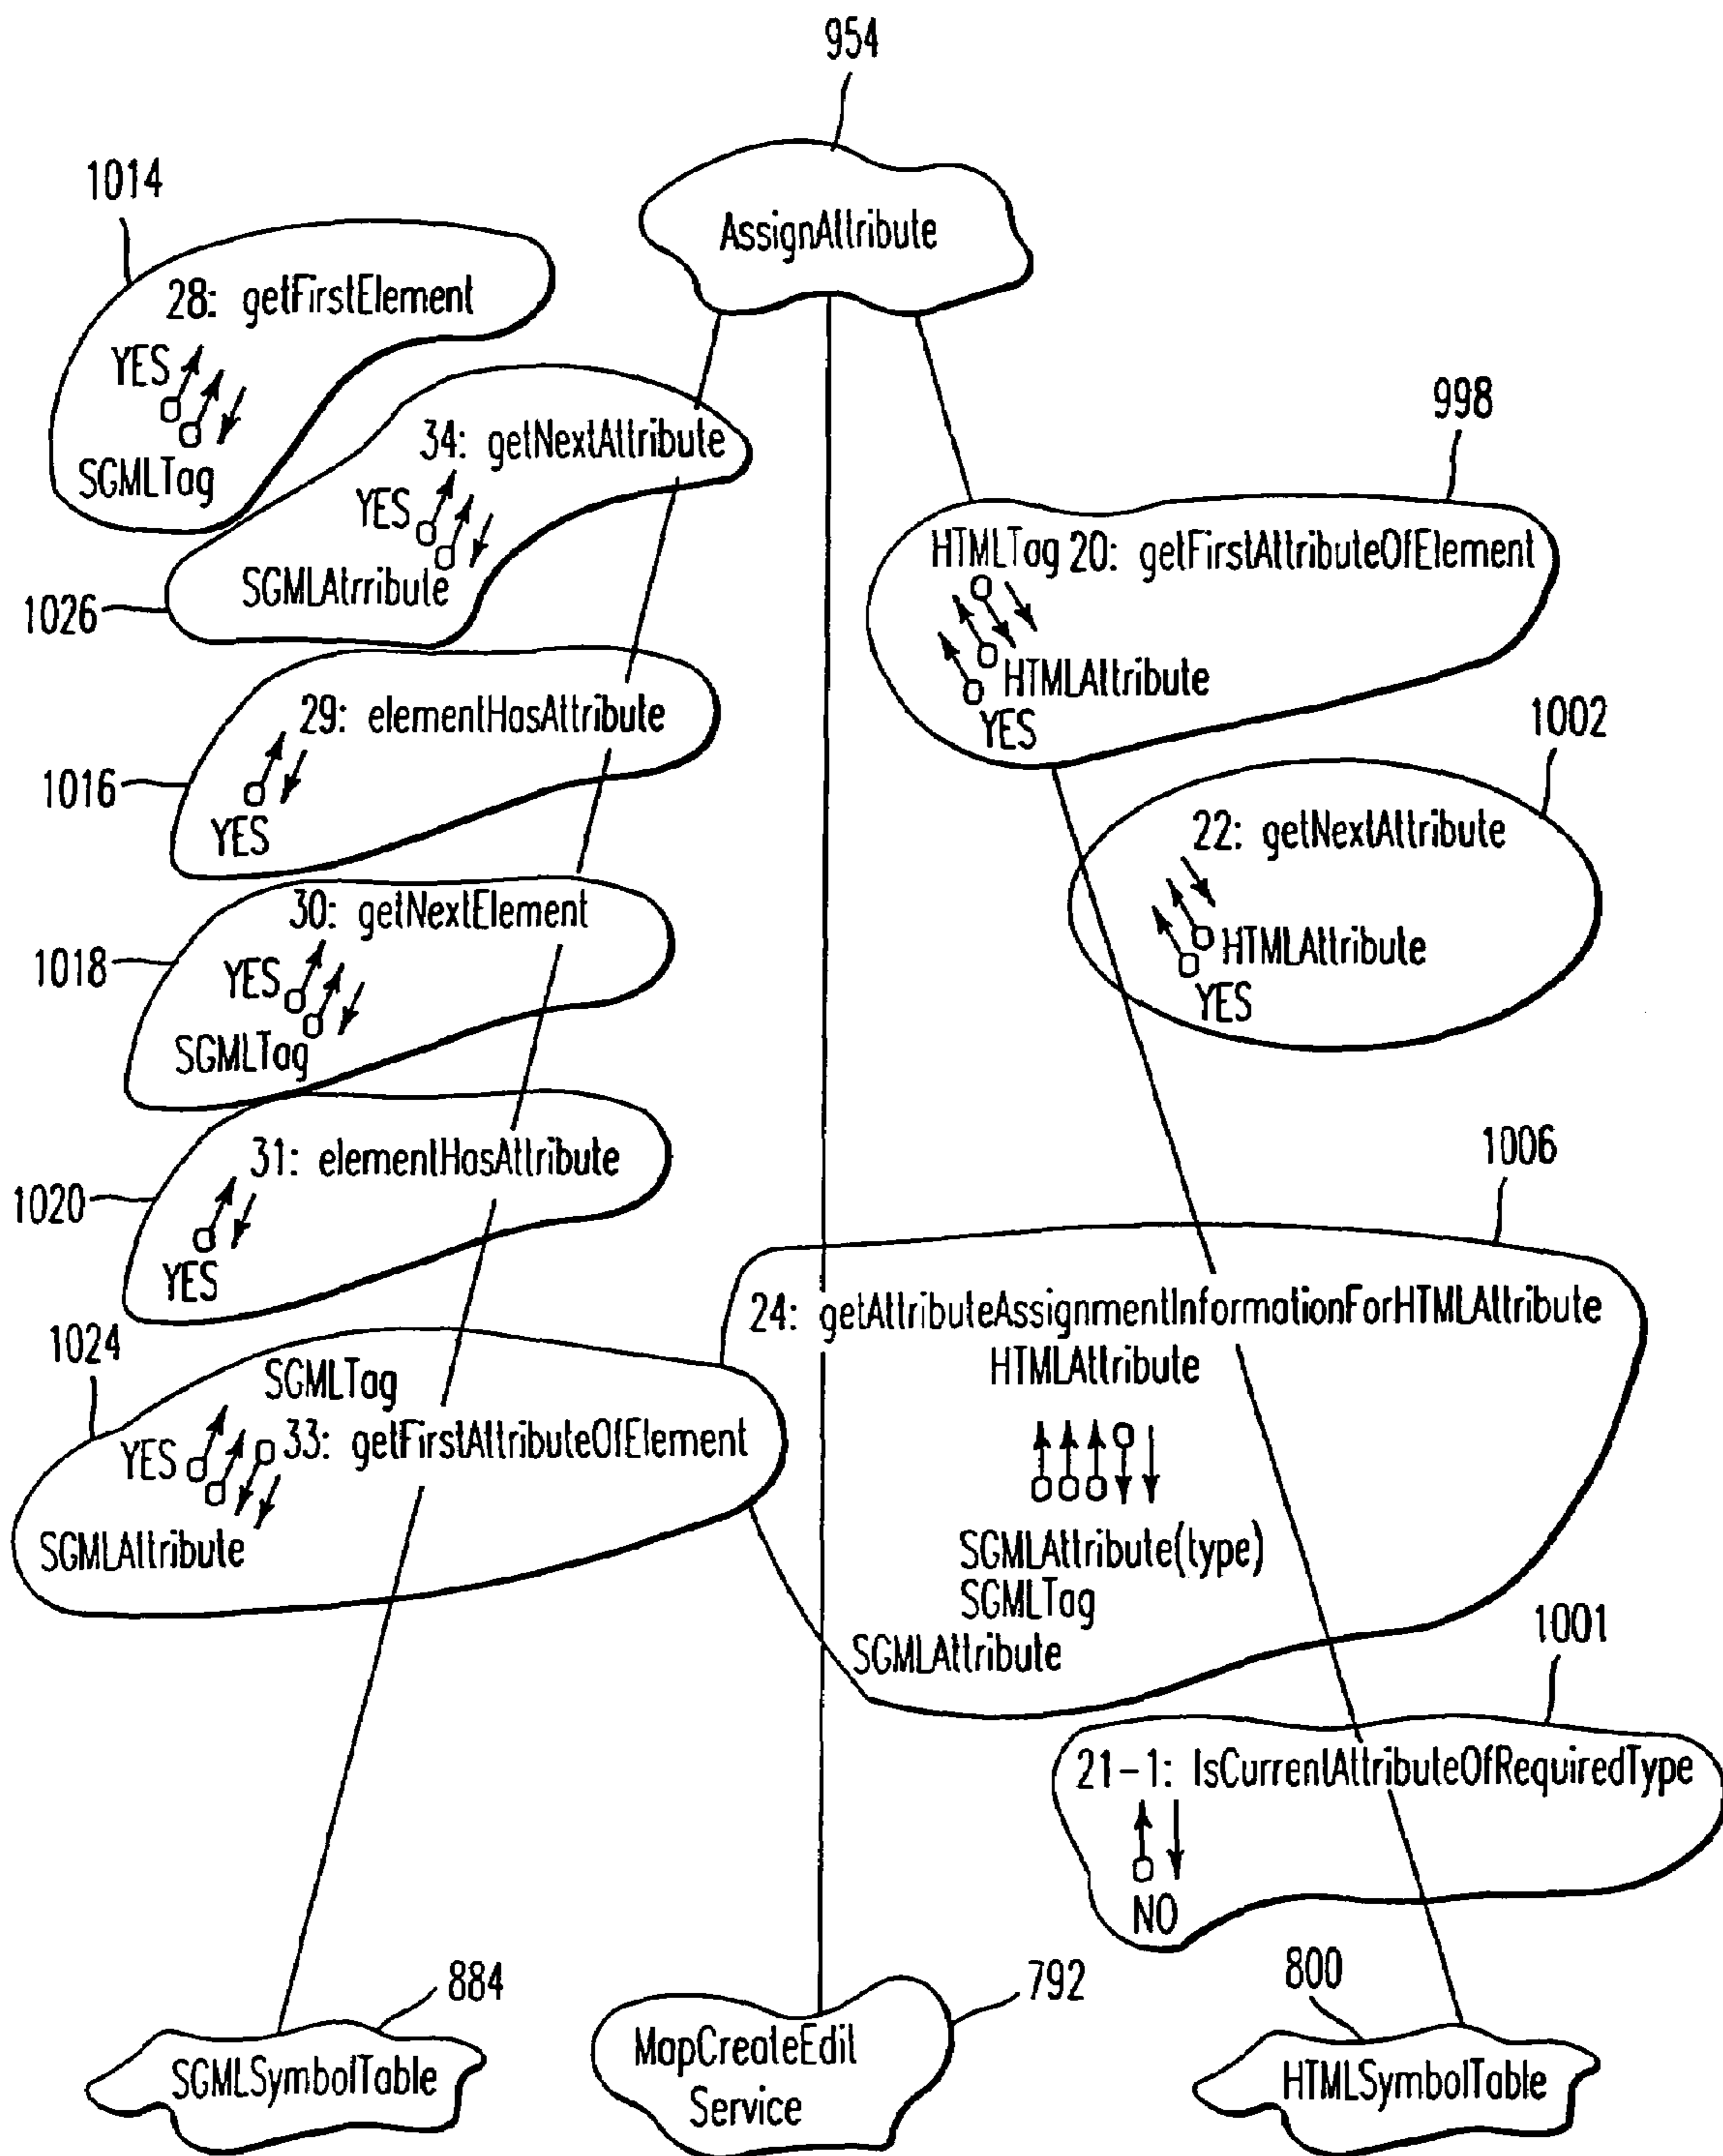 954
AssignAttribute
1014
28: getFirstElement
YES
SGMLTag
34: getNextAttribute
YES
SGMLAtrribute
1026
998
HTMLTag 20: getFirstAttributeOfElement
HTMLAttribute
YES
29: elementHasAttribute
1016
YES
1002
22: getNextAttribute
HTMLAttribute
YES
30: getNextElement
1018
YES
SGMLTag
31: elementHasAttribute
1020
YES
1006
24: getAttributeAssignmentInformationForHTMLAttribute
HTMLAttribute
SGMLAttribute(type)
SGMLTag
SGMLAttribute
1024
SGMLTag
YES
33: getFirstAttributeOfElement
SGMLAttribute
1001
21-1: IsCurrentAttributeOfRequiredType
NO
884
SGMLSymbolTable
792
MapCreateEdit
Service
800
HTMLSymbolTable